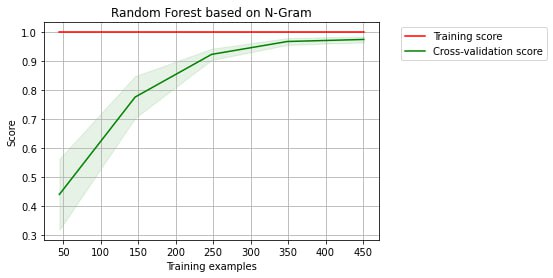 Random Forest based on N-Gram
1.0
0.9
0.8
0.7
0.6
0.5
0.4
0.3
Score
50 100 150 200 250 300 350 400 450
Training examples
Training score
Cross-validation score